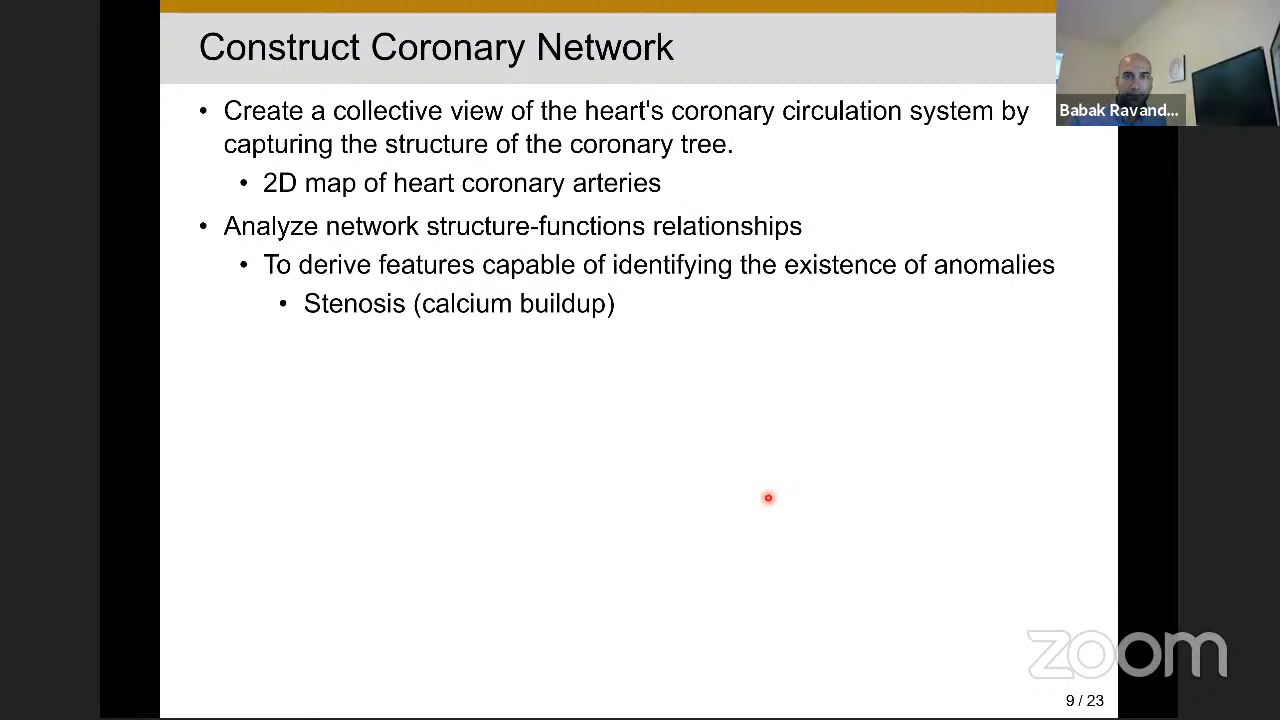 Construct Coronary Network
• Create a collective view of the heart's coronary circulation system by
capturing the structure of the coronary tree.
• 2D map of heart coronary arteries
• Analyze network structure-functions relationships
• To derive features capable of identifying the existence of anomalies
• Stenosis (calcium buildup)
Babak Ravand...
zoom
9 / 23